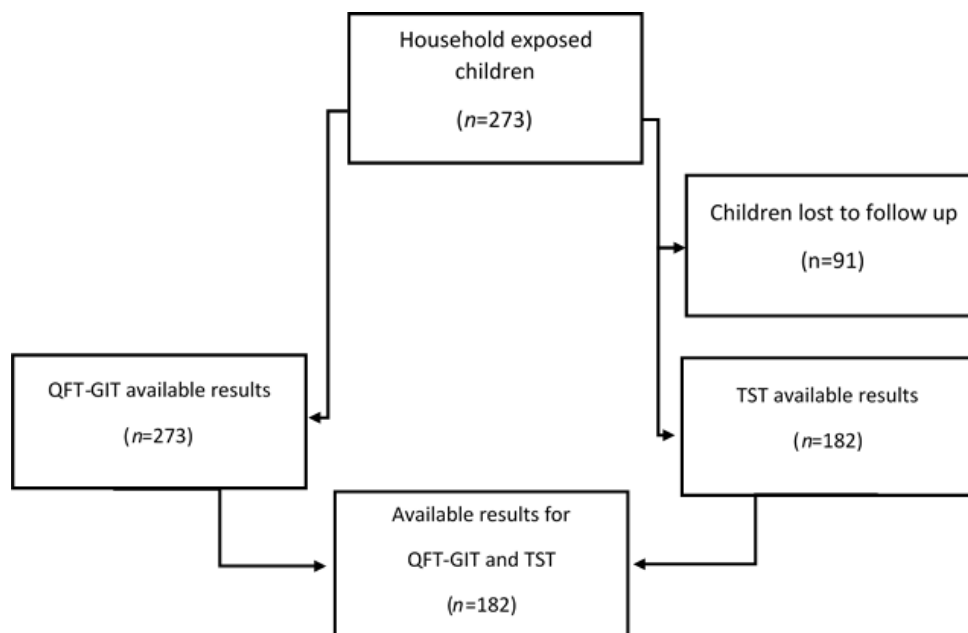 Household exposed
children
(n=273)
Children lost to follow up
(n=91)
QFT-GIT available results
(n=273)
TST available results
(n=182)
Available results for
QFT-GIT and TST
(n=182)